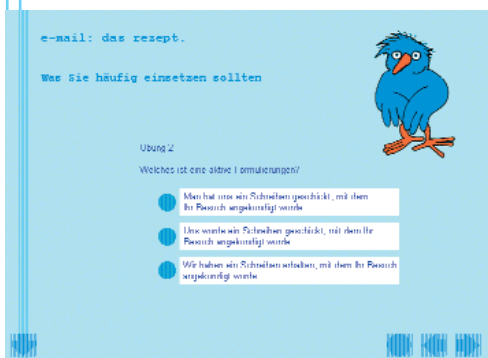 e-mail: das rezept.
Was Sie häufig einsetzen sollten
Übung 2
Welches ist eine aktive Formulierungen?
Man hat uns ein Schreiben geschickt, mit dem
Ihr Besuch angekündigt wurde
Uns wurde ein Schreiben geschickt, mit dem Ihr
Besuch angekündigt wurde
Wir haben ein Schreiben erhalten, mit dem Ihr Besuch
angekündigt wurde